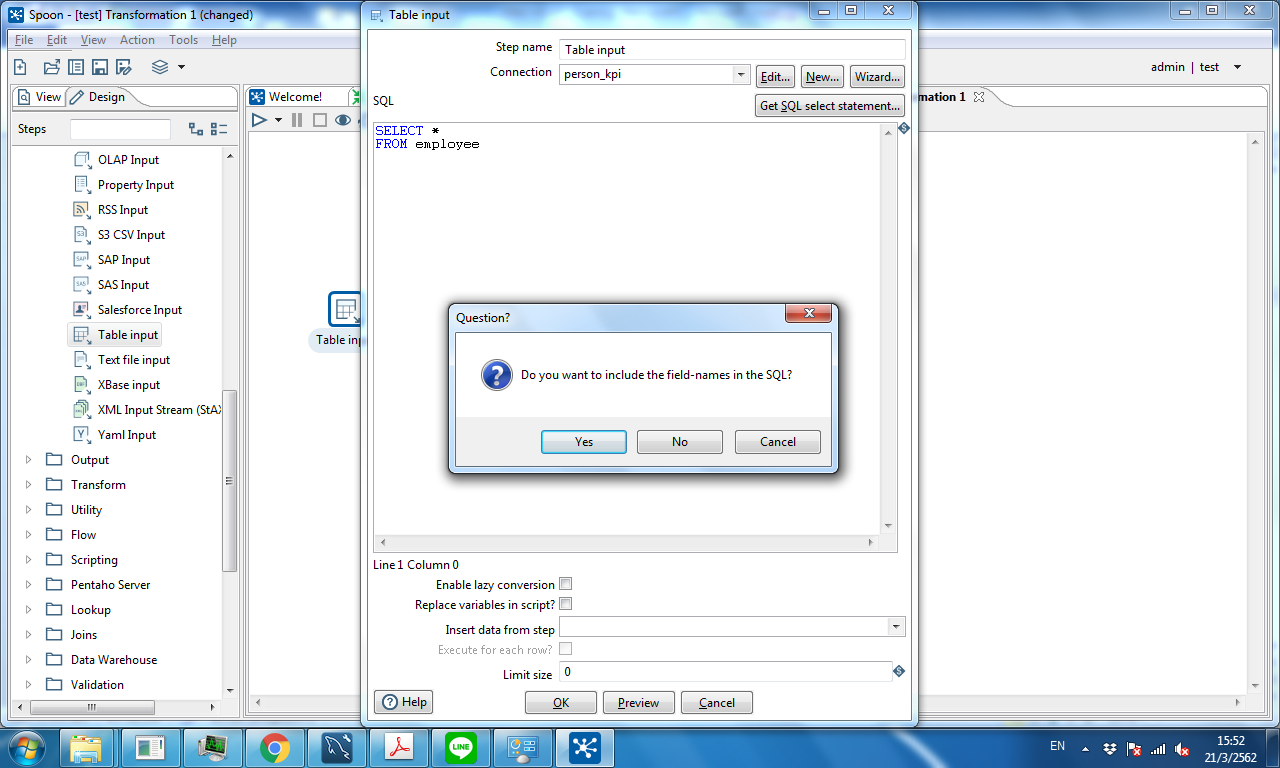 Spoon - [test] Transformation 1 (changed)
File Edit View Action Tools Help
admin | test
View Design
Welcome!
Steps
OLAP Input
Property Input
RSS Input
S3 CSV Input
SAP Input
SAS Input
Salesforce Input
Table input
Text file input
XBase input
XML Input Stream (StAX
Yaml Input
Output
Transform
Utility
Flow
Scripting
Pentaho Server
Lookup
Joins
Data Warehouse
Validation
Table inp
mation 1
Table input
Step name Table input
Connection person_kpi Edit... New... Wizard...
SQL Get SQL select statement...
SELECT *
FROM employee
Question?
Do you want to include the field-names in the SQL?
Yes No Cancel
Line 1 Column 0
Enable lazy conversion
Replace variables in script?
Insert data from step
Execute for each row?
Limit size 0
Help OK Preview Cancel
LINE
EN
15:52
21/3/2562